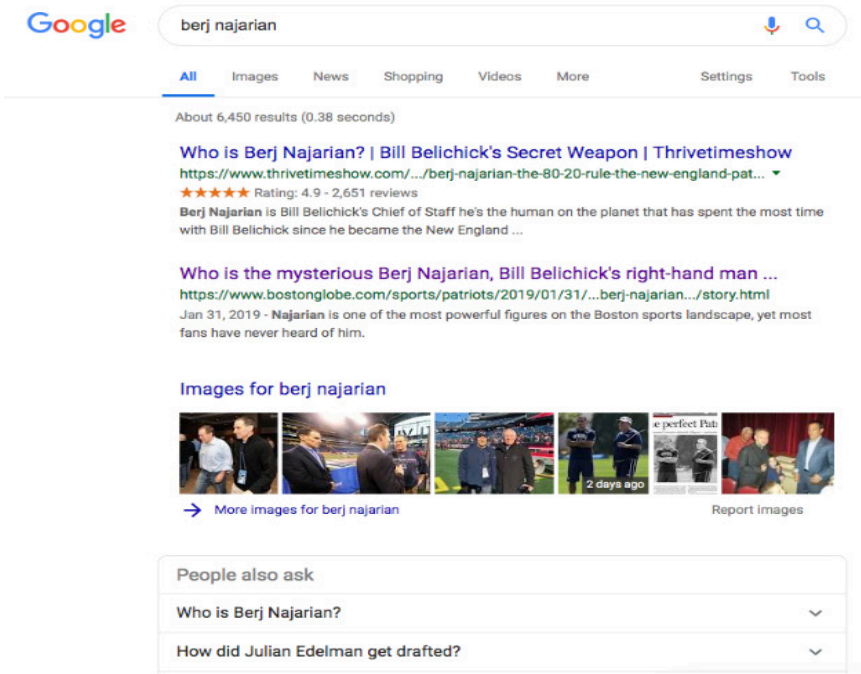 Google
berj najarian
All Images News Shopping Videos More Settings Tools
About 6,450 results (0.38 seconds)
Who is Berj Najarian? | Bill Belichick's Secret Weapon | Thrivetimeshow
https://www.thrivetimeshow.com/.../berj-najarian-the-80-20-rule-the-new-england-pat...
Rating: 4.9 - 2,651 reviews
Berj Najarian is Bill Belichick's Chief of Staff he's the human on the planet that has spent the most time
with Bill Belichick since he became the New England ...
Who is the mysterious Berj Najarian, Bill Belichick's right-hand man ...
https://www.bostonglobe.com/sports/patriots/2019/01/31/...berj-najarian.../story.html
Jan 31, 2019 - Najarian is one of the most powerful figures on the Boston sports landscape, yet most
fans have never heard of him.
Images for berj najarian
e perfect Pat
2 days ago
More images for berj najarian
Report images
People also ask
Who is Berj Najarian?
How did Julian Edelman get drafted?